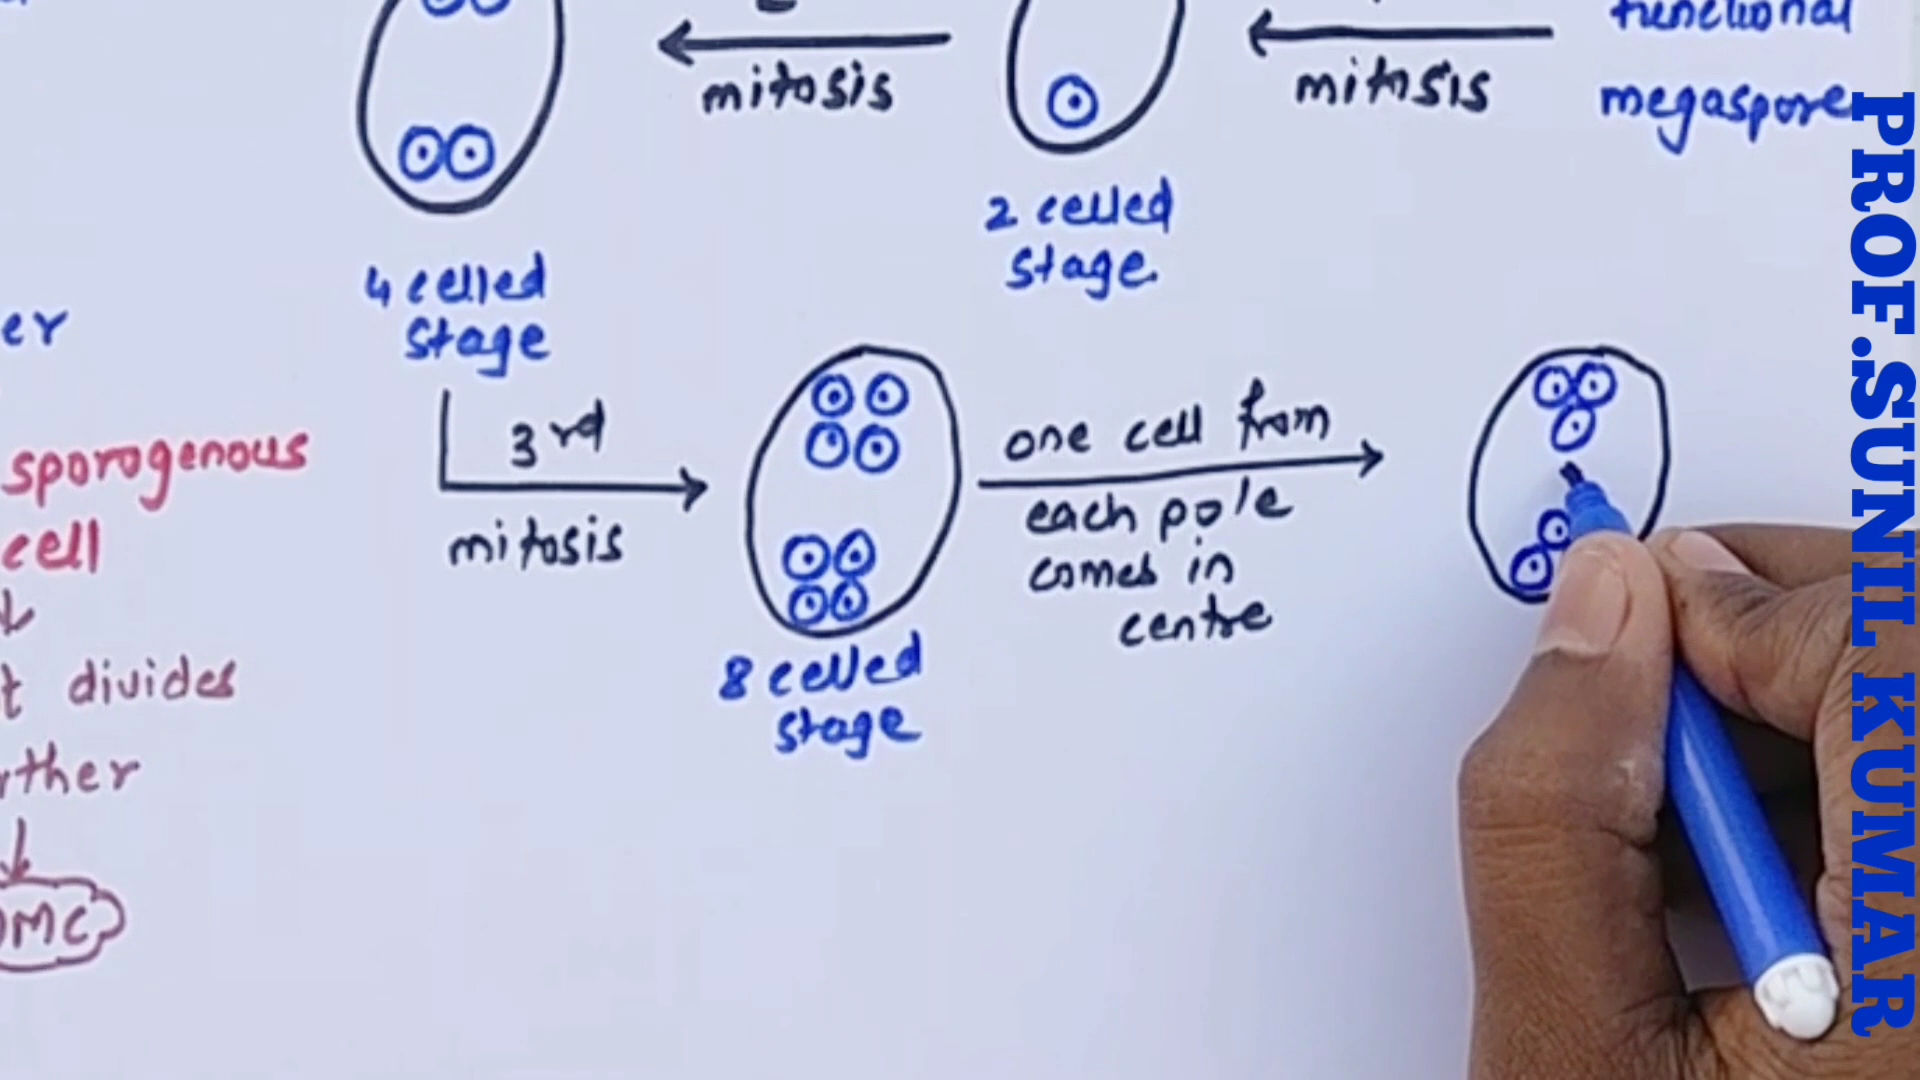 functional
megaspore
mitosis
mitosis
2 celled
stage
4 celled
stage
er
sporogenous
cell
t divides
rther
MC
3rd
mitosis
8 celled
stage
one cell from
each pole
comes in
centre
PROF.SUNIL KUMAR